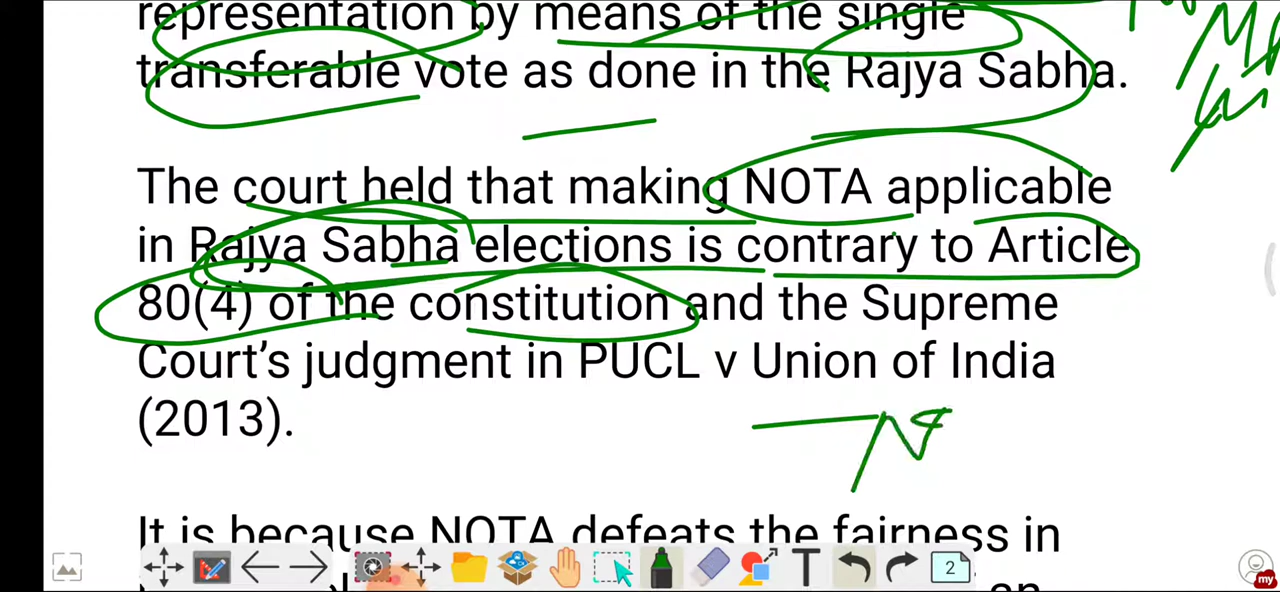 representation by means of the single
transferable vote as done in the Rajya Sabha.
The court held that making NOTA applicable
in Rajya Sabha elections is contrary to Article
80(4) of the constitution and the Supreme
Court's judgment in PUCL v Union of India
(2013).
It is because NOTA defeats the fairness in
2
my